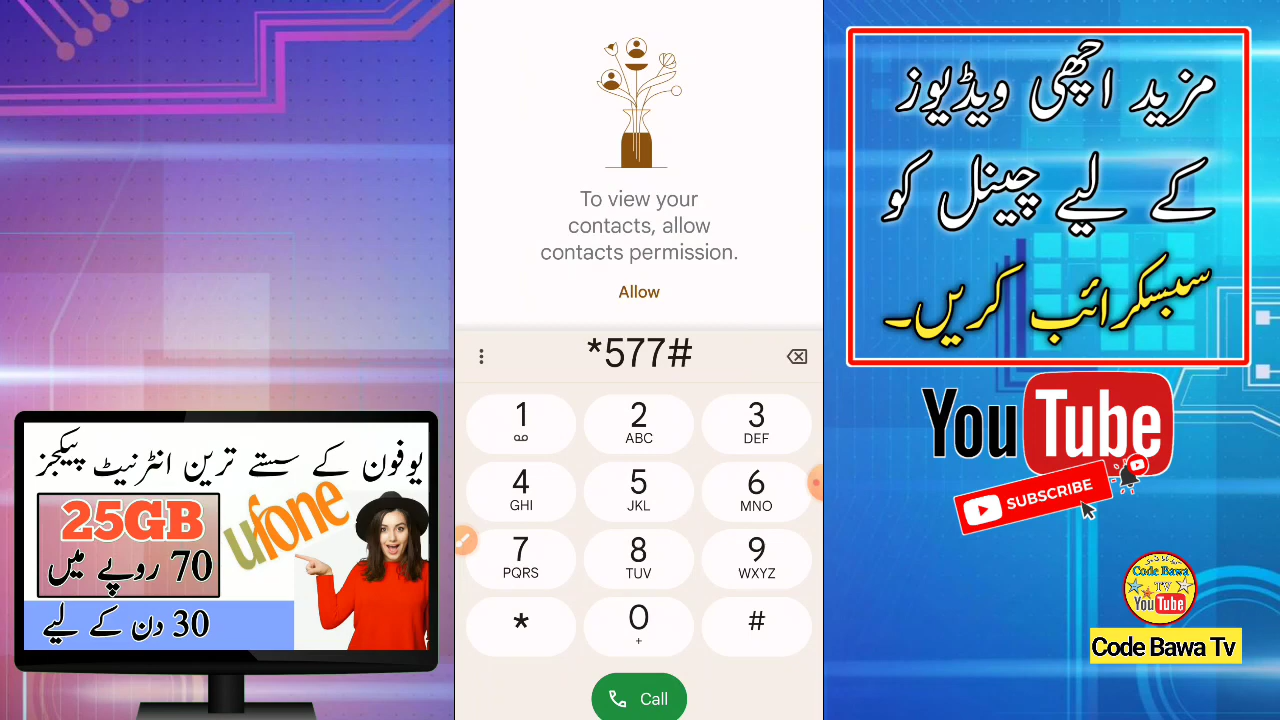 یوفون کے سستے ترین انٹرنیٹ پیکجز
25GB
70 روپے میں
ufone
30 دن کے لیے
To view your
contacts, allow
contacts permission.
Allow
*577#
1
2
ABC
3
DEF
4
GHI
5
JKL
6
MNO
7
PQRS
8
TUV
9
WXYZ
*
0
+
#
Call
مزید اچھی ویڈیوز
کے لیے چینل کو
سبسکرائب کریں۔
YouTube
SUBSCRIBE
Code Bawa
TV
YouTube
Code Bawa Tv